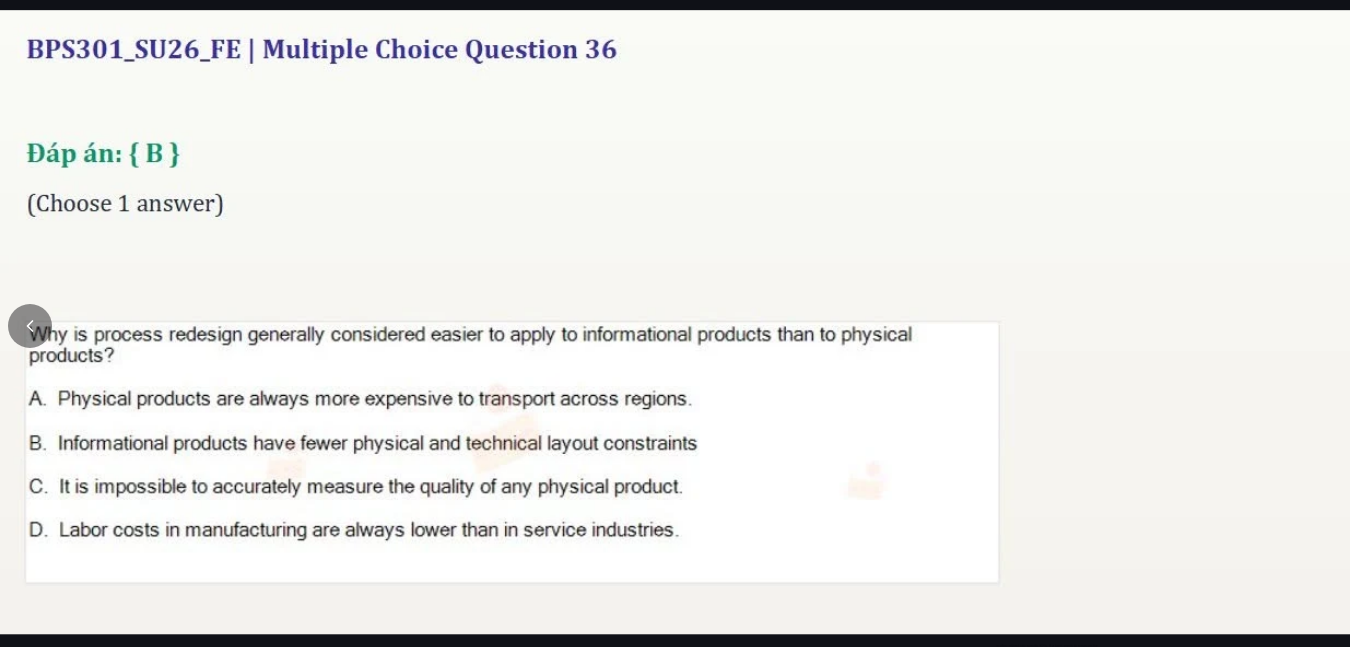 BPS301_SU26_FE | Multiple Choice Question 36
Đáp án: { B }
(Choose 1 answer)
Why is process redesign generally considered easier to apply to informational products than to physical
products?
A. Physical products are always more expensive to transport across regions.
B. Informational products have fewer physical and technical layout constraints
C. It is impossible to accurately measure the quality of any physical product.
D. Labor costs in manufacturing are always lower than in service industries.